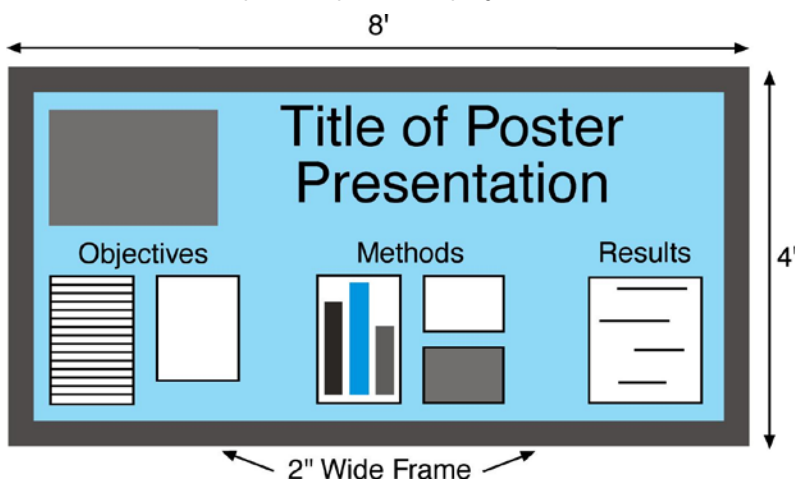 8'
Title of Poster
Presentation
Objectives
Methods
Results
4'
2" Wide Frame